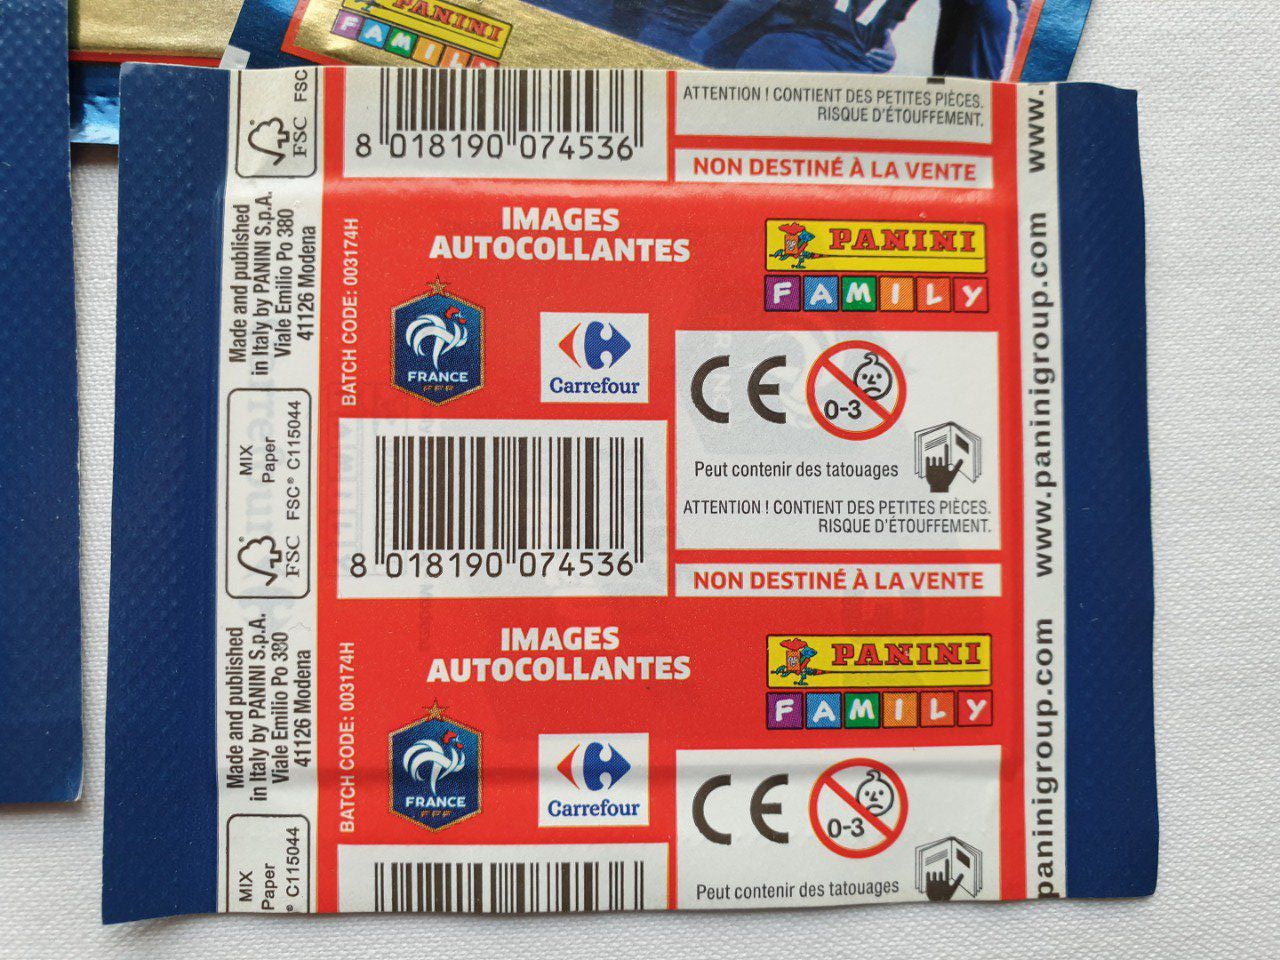 PANINI
FAMILY
FSC
FSC
8 018190 074536
ATTENTION ! CONTIENT DES PETITES PIÈCES.
RISQUE D'ÉTOUFFEMENT.
NON DESTINÉ À LA VENTE
www.
Made and published
in Italy by PANINI S.p.A.
Viale Emilio Po 380
41126 Modena
BATCH CODE: 003174H
IMAGES
AUTOCOLLANTES
PANINI
FAMILY
FRANCE
FFF
Carrefour
CE
0-3
Peut contenir des tatouages
ATTENTION ! CONTIENT DES PETITES PIÈCES.
RISQUE D'ÉTOUFFEMENT.
NON DESTINÉ À LA VENTE
www.paninigroup.com
MIX
Paper
FSC® C115044
FSC
8 018190 074536
Made and published
in Italy by PANINI S.p.A.
Viale Emilio Po 380
41126 Modena
BATCH CODE: 003174H
IMAGES
AUTOCOLLANTES
PANINI
FAMILY
FRANCE
FFF
Carrefour
CE
0-3
Peut contenir des tatouages
paninigroup.com
MIX
Paper
® C115044